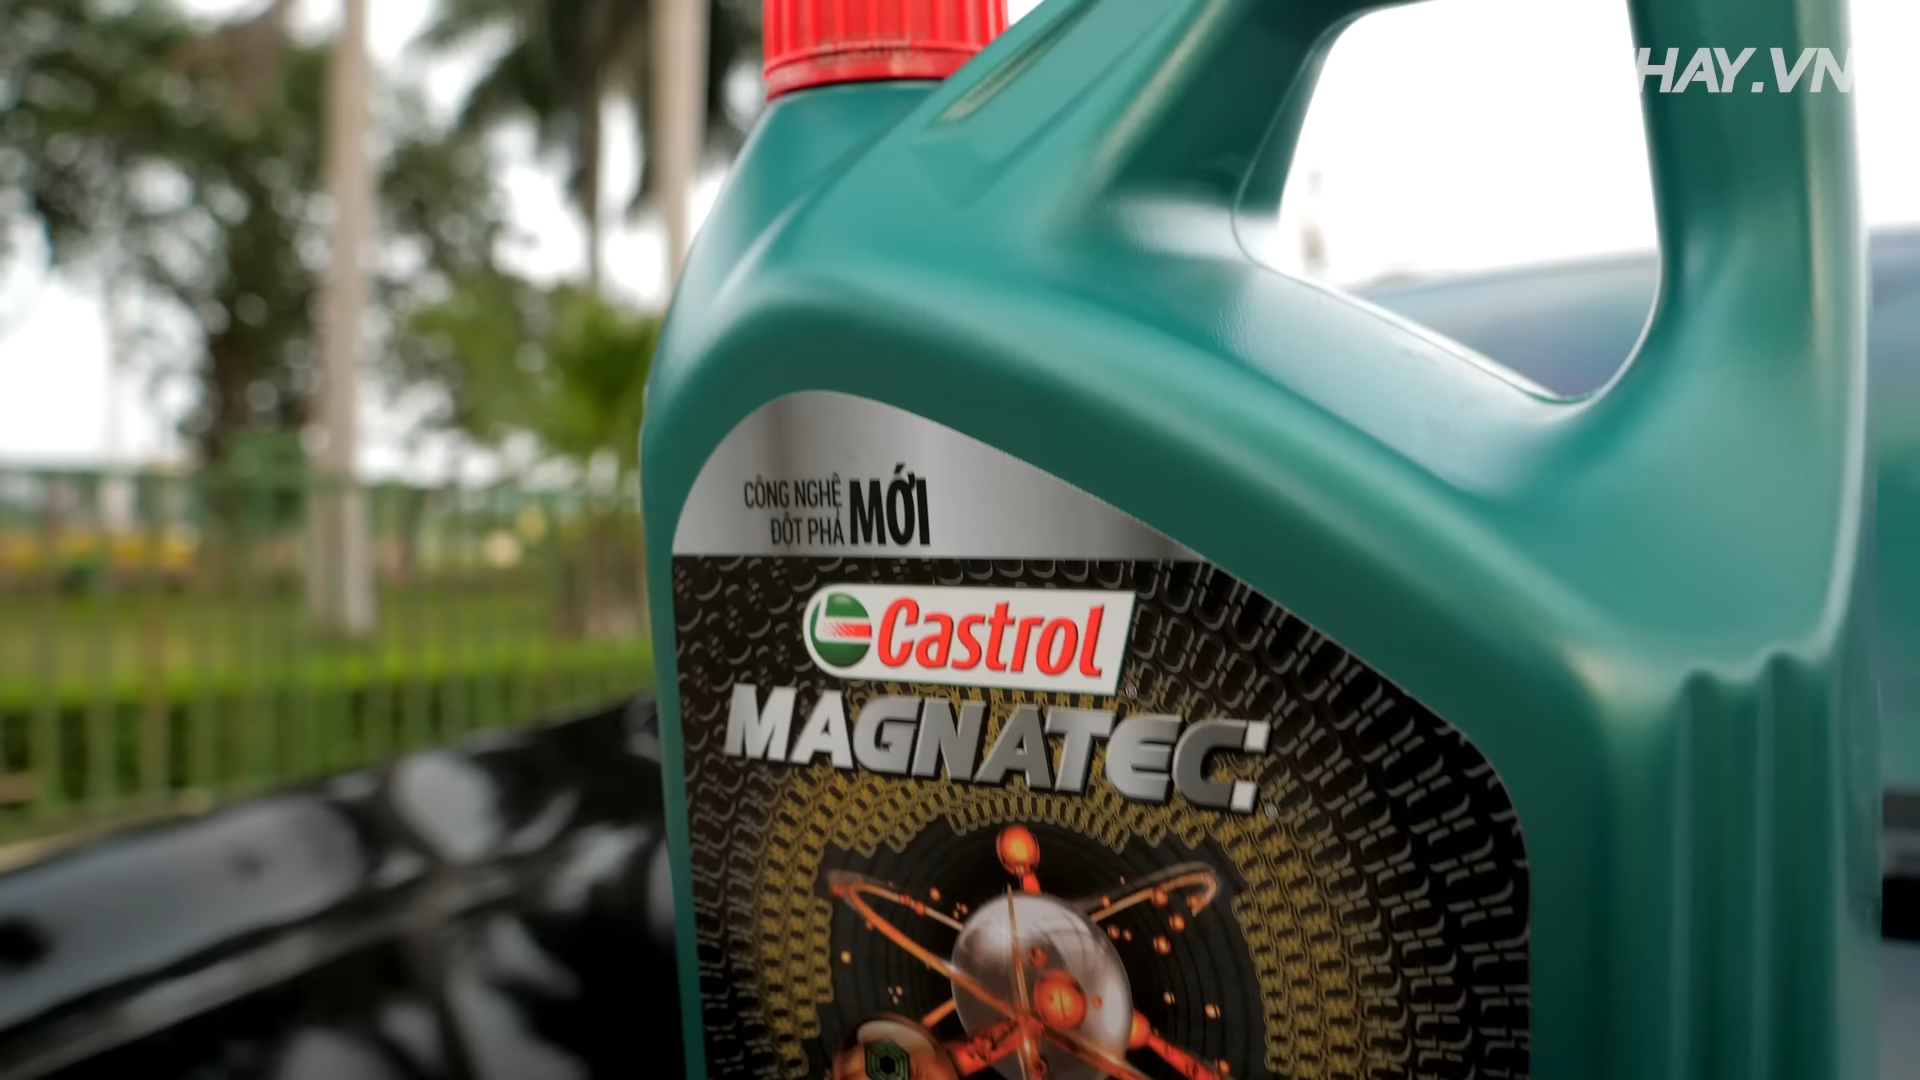 HAY.VN
CÔNG NGHỆ
ĐỘT PHÁ MỚI
Castrol
MAGNATEC